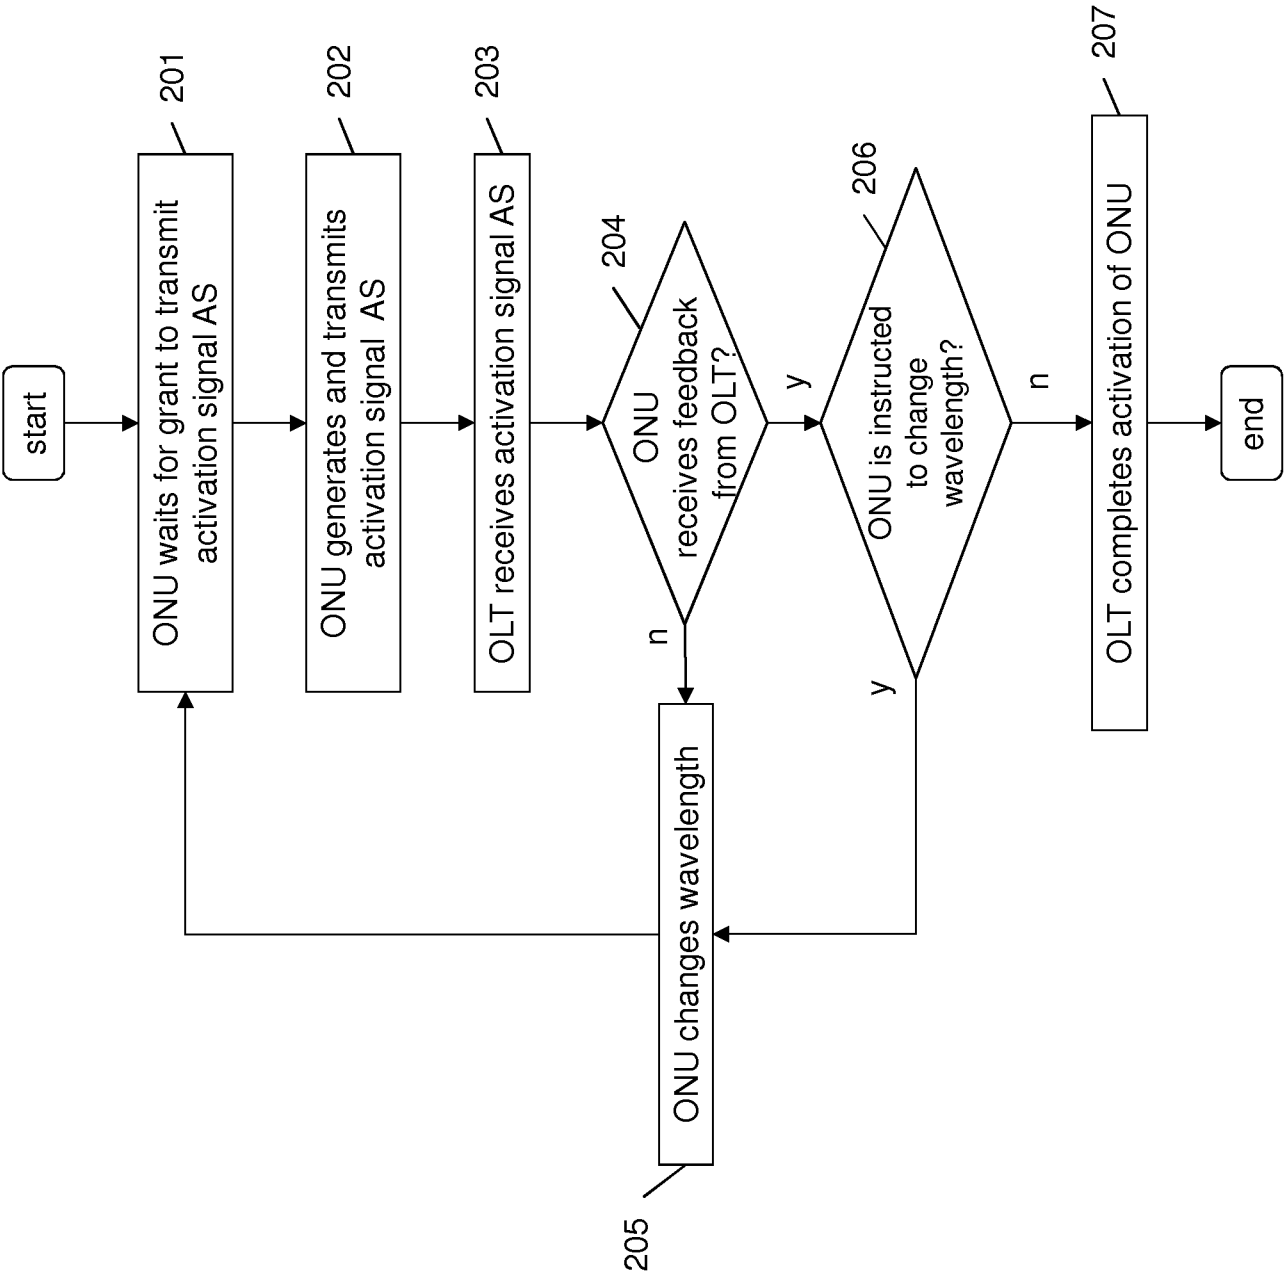 start
ONU waits for grant to transmit
activation signal AS
201
ONU generates and transmits
activation signal AS
202
OLT receives activation signal AS
203
ONU
receives feedback
from OLT?
204
n
y
ONU changes wavelength
205
ONU is instructed
to change
wavelength?
206
y
n
OLT completes activation of ONU
207
end